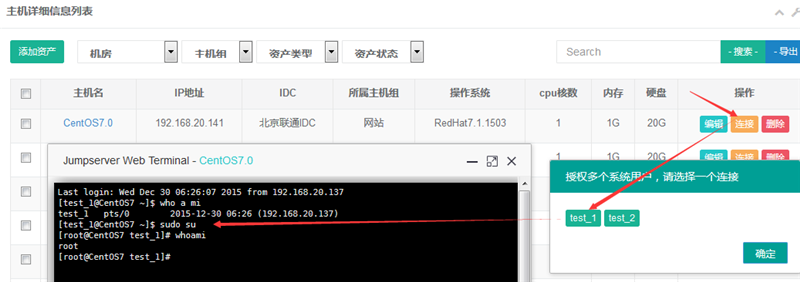 主机详细信息列表
添加资产 机房 主机组 资产类型 资产状态 Search - 搜索 - - 导出
主机名 IP地址 IDC 所属主机组 操作系统 cpu核数 内存 硬盘 操作
CentOS7.0 192.168.20.141 北京联通IDC 网站 RedHat7.1.1503 1 1G 20G 编辑 连接 删除
1 1G 20G 编辑 连接 删除
Jumpserver Web Terminal - CentOS7.0
Last login: Wed Dec 30 06:26:07 2015 from 192.168.20.137
[test_1@CentOS7 ~]$ who a mi
test_1 pts/0 2015-12-30 06:26 (192.168.20.137)
[test_1@CentOS7 ~]$ sudo su
[root@CentOS7 test_1]# whoami
root
[root@CentOS7 test_1]#
授权多个系统用户，请选择一个连接
test_1 test_2
确定